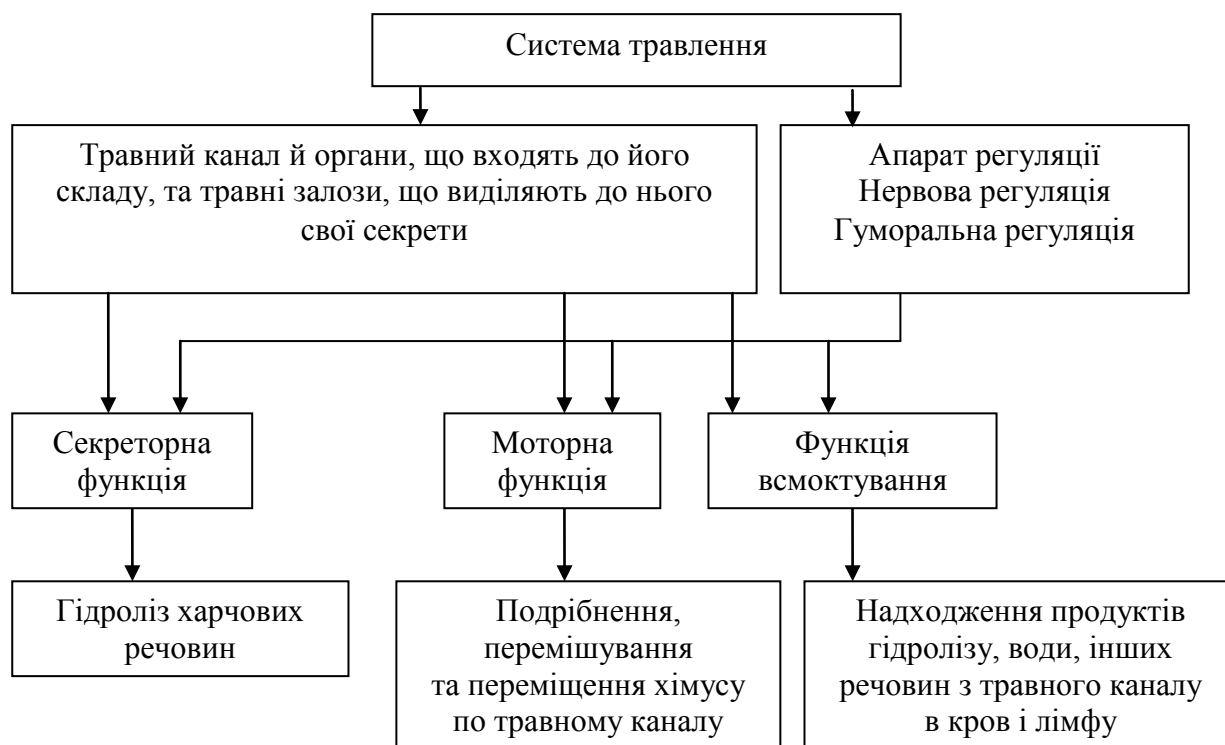 Система травлення
Травний канал й органи, що входять до його
складу, та травні залози, що виділяють до нього
свої секрети
Апарат регуляції
Нервова регуляція
Гуморальна регуляція
Секреторна
функція
Моторна
функція
Функція
всмоктування
Гідроліз харчових
речовин
Подрібнення,
перемішування
та переміщення хімусу
по травному каналу
Надходження продуктів
гідролізу, води, інших
речовин з травного каналу
в кров і лімфу